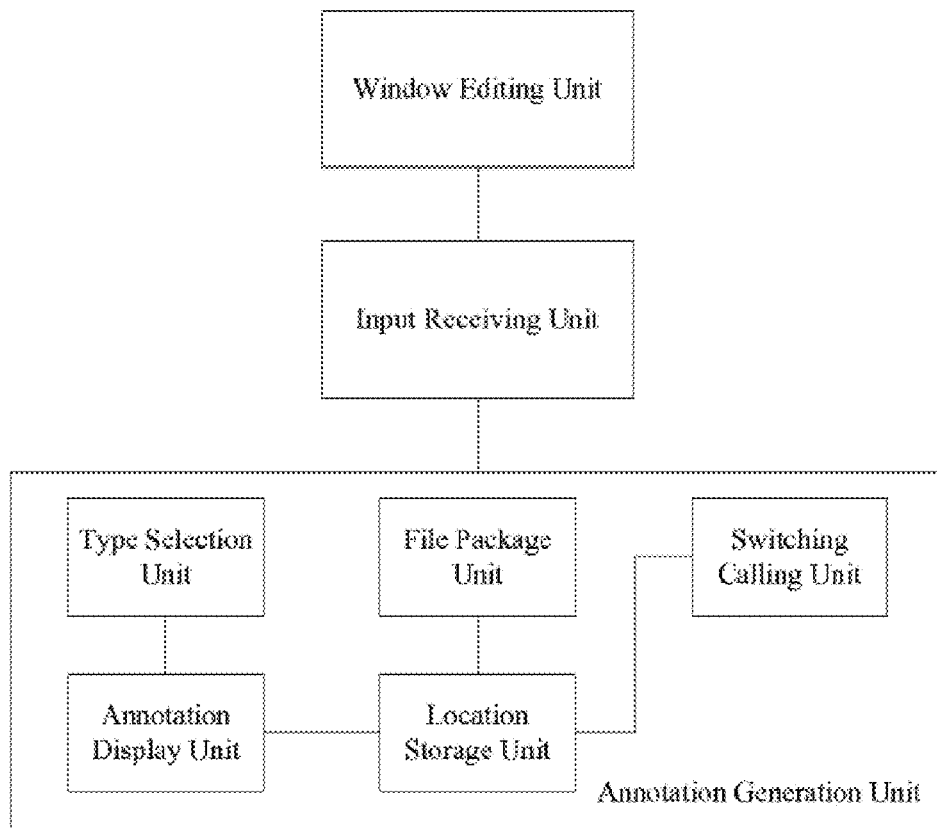 Window Editing Unit
Input Receiving Unit
Type Selection
Unit
File Package
Unit
Switching
Calling Unit
Annotation
Display Unit
Location
Storage Unit
Annotation Generation Unit